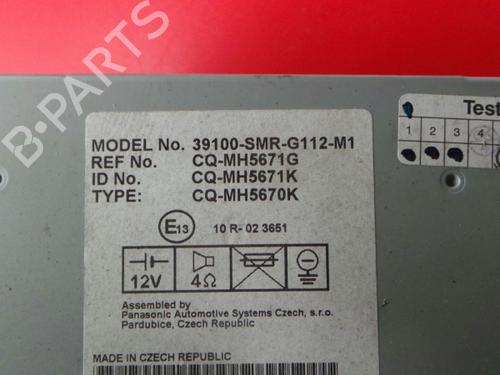 B-PARTS
Test
1 2 3 4
MODEL No. 39100-SMR-G112-M1
REF No. CQ-MH5671G
ID No. CQ-MH5671K
TYPE: CQ-MH5670K
E13 10 R- 02 3651
12V 4Ω
Assembled by
Panasonic Automotive Systems Czech, s.r.o.
Pardubice, Czech Republic
MADE IN CZECH REPUBLIC